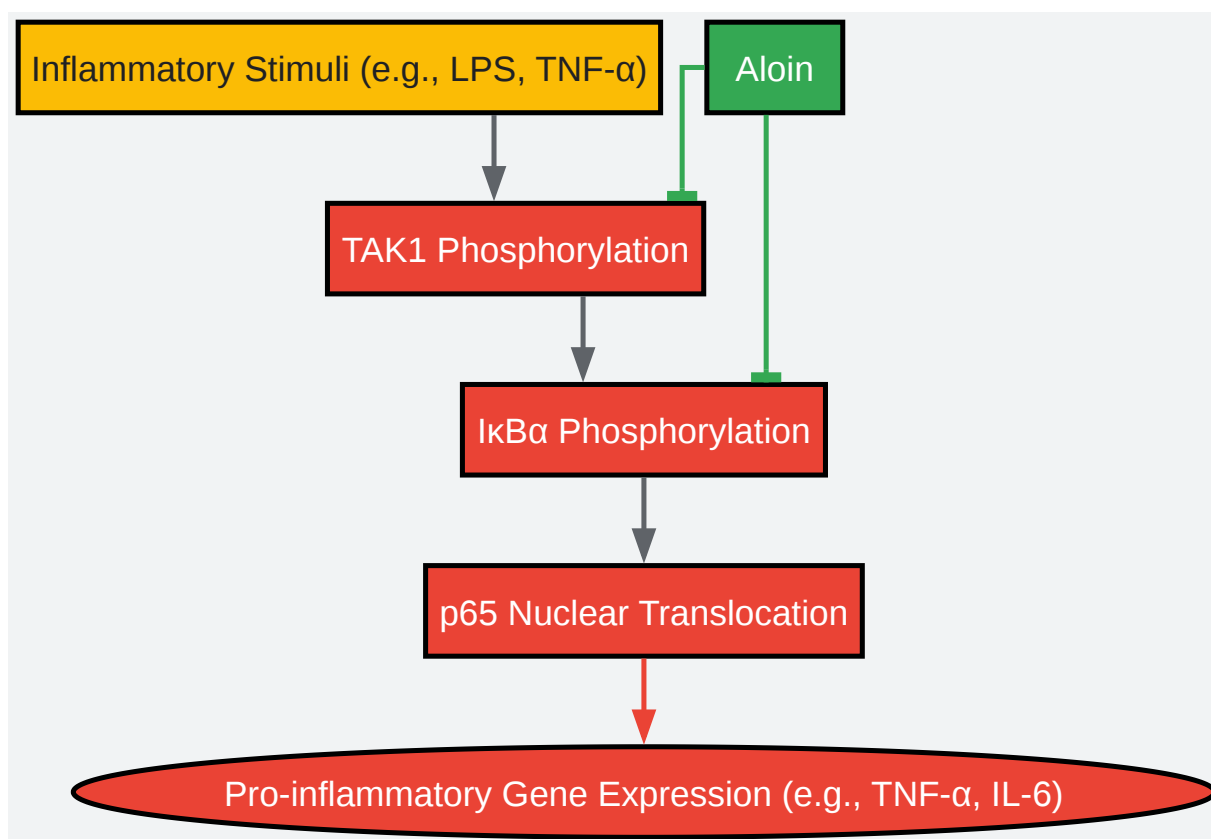 Inflammatory Stimuli (e.g., LPS, TNF-α)
Aloin
TAK1 Phosphorylation
IκBα Phosphorylation
p65 Nuclear Translocation
Pro-inflammatory Gene Expression (e.g., TNF-α, IL-6)